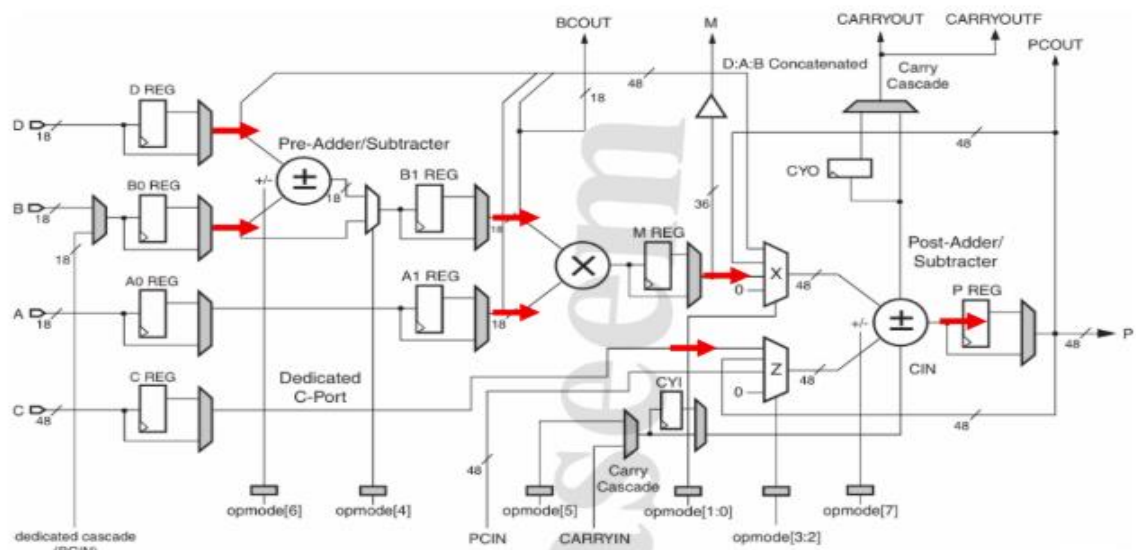 BCOUT
M
CARRYOUT
CARRYOUTF
PCOUT
D:A:B Concatenated
Carry
Cascade
48
18
D REG
D
18
Pre-Adder/Subtracter
+/-
±
18
B0 REG
B
18
18
B1 REG
18
CYO
48
36
M REG
X
Post-Adder/
Subtracter
A0 REG
A
18
A1 REG
18
0
X
48
+/-
±
P REG
P
48
CIN
C REG
C
48
Dedicated
C-Port
Z
48
0
CYI
48
48
Carry
Cascade
opmode[6]
opmode[4]
PCIN
opmode[5]
CARRYIN
opmode[1:0]
opmode[3:2]
opmode[7]
dedicated cascade